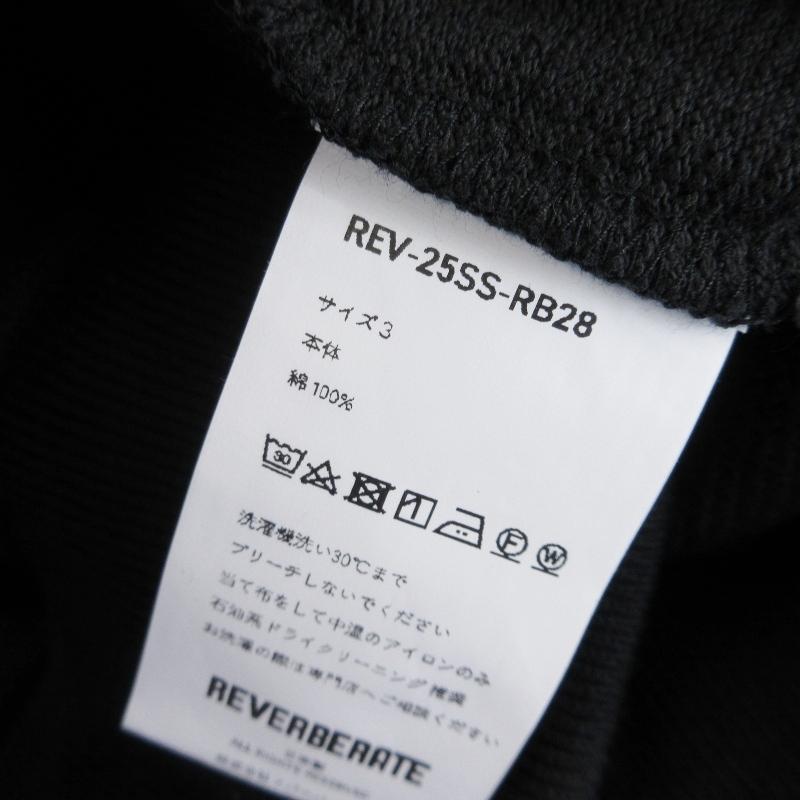 REV-25SS-RB28
サイズ3
本体
綿100%
30
F W
洗濯機洗い30℃まで
ブリーチしないでください
当て布をして中温のアイロンのみ
石油系ドライクリーニング推奨
お洗濯の際は専門店へご相談ください
REVERBERATE
ALL RIGHTS RESERVED